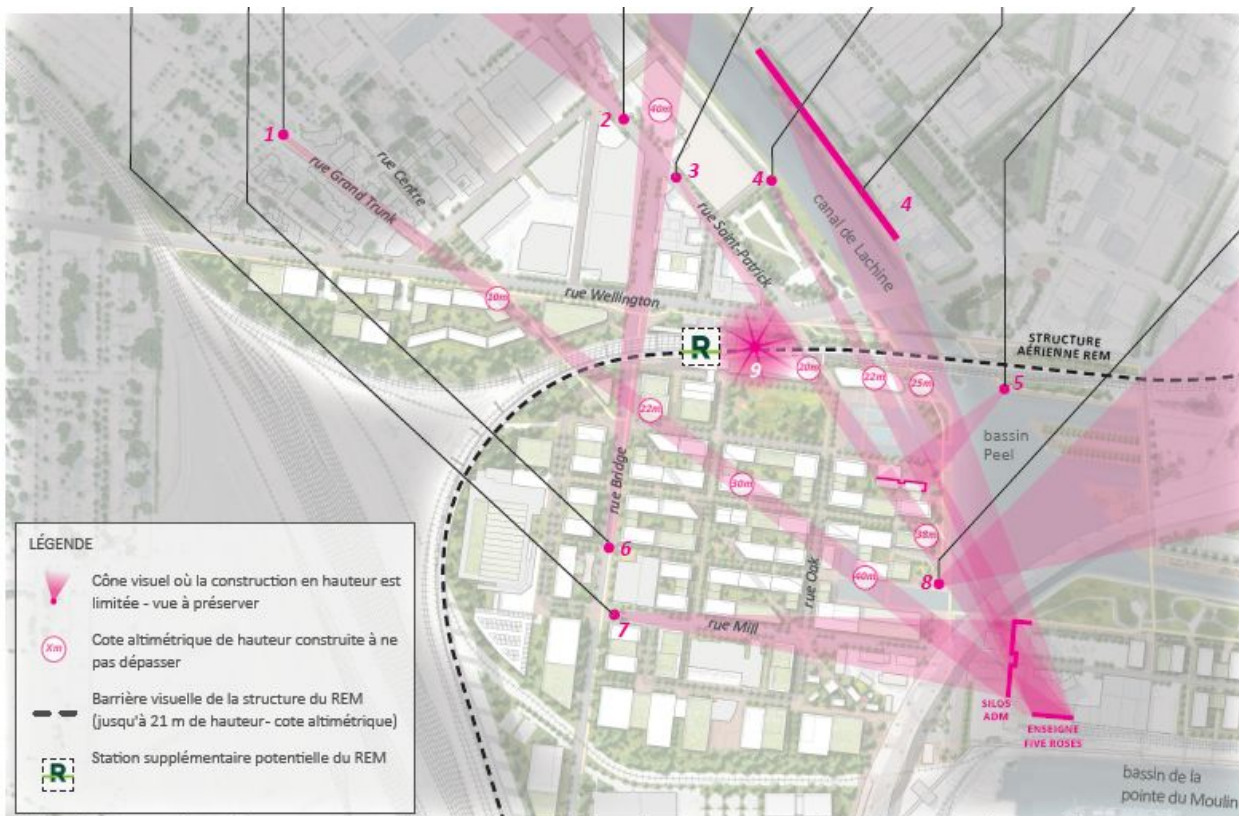 1
2
40m
3
4
4
rue Grand Trunk
rue Centre
rue Saint-Patrick
canal de Lachine
rue Wellington
10m
R
9
20m
22m
25m
STRUCTURE
AÉRIENNE REM
5
bassin
Peel
22m
rue Bridge
30m
38m
6
rue Oak
40m
8
7
rue Mill
SILOS
ADM
ENSEIGNE
FIVE ROSES
bassin de la
pointe du Moulin
LÉGENDE
Cône visuel où la construction en hauteur est
limitée - vue à préserver
Xm
Cote altimétrique de hauteur construite à ne
pas dépasser
Barrière visuelle de la structure du REM
(jusqu'à 21 m de hauteur- cote altimétrique)
R
Station supplémentaire potentielle du REM